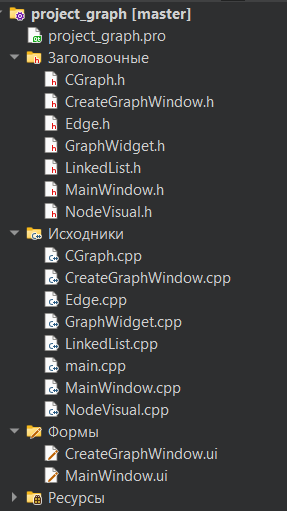 project_graph [master]
project_graph.pro
Заголовочные
CGraph.h
CreateGraphWindow.h
Edge.h
GraphWidget.h
LinkedList.h
MainWindow.h
NodeVisual.h
Исходники
CGraph.cpp
CreateGraphWindow.cpp
Edge.cpp
GraphWidget.cpp
LinkedList.cpp
main.cpp
MainWindow.cpp
NodeVisual.cpp
Формы
CreateGraphWindow.ui
MainWindow.ui
Ресурсы